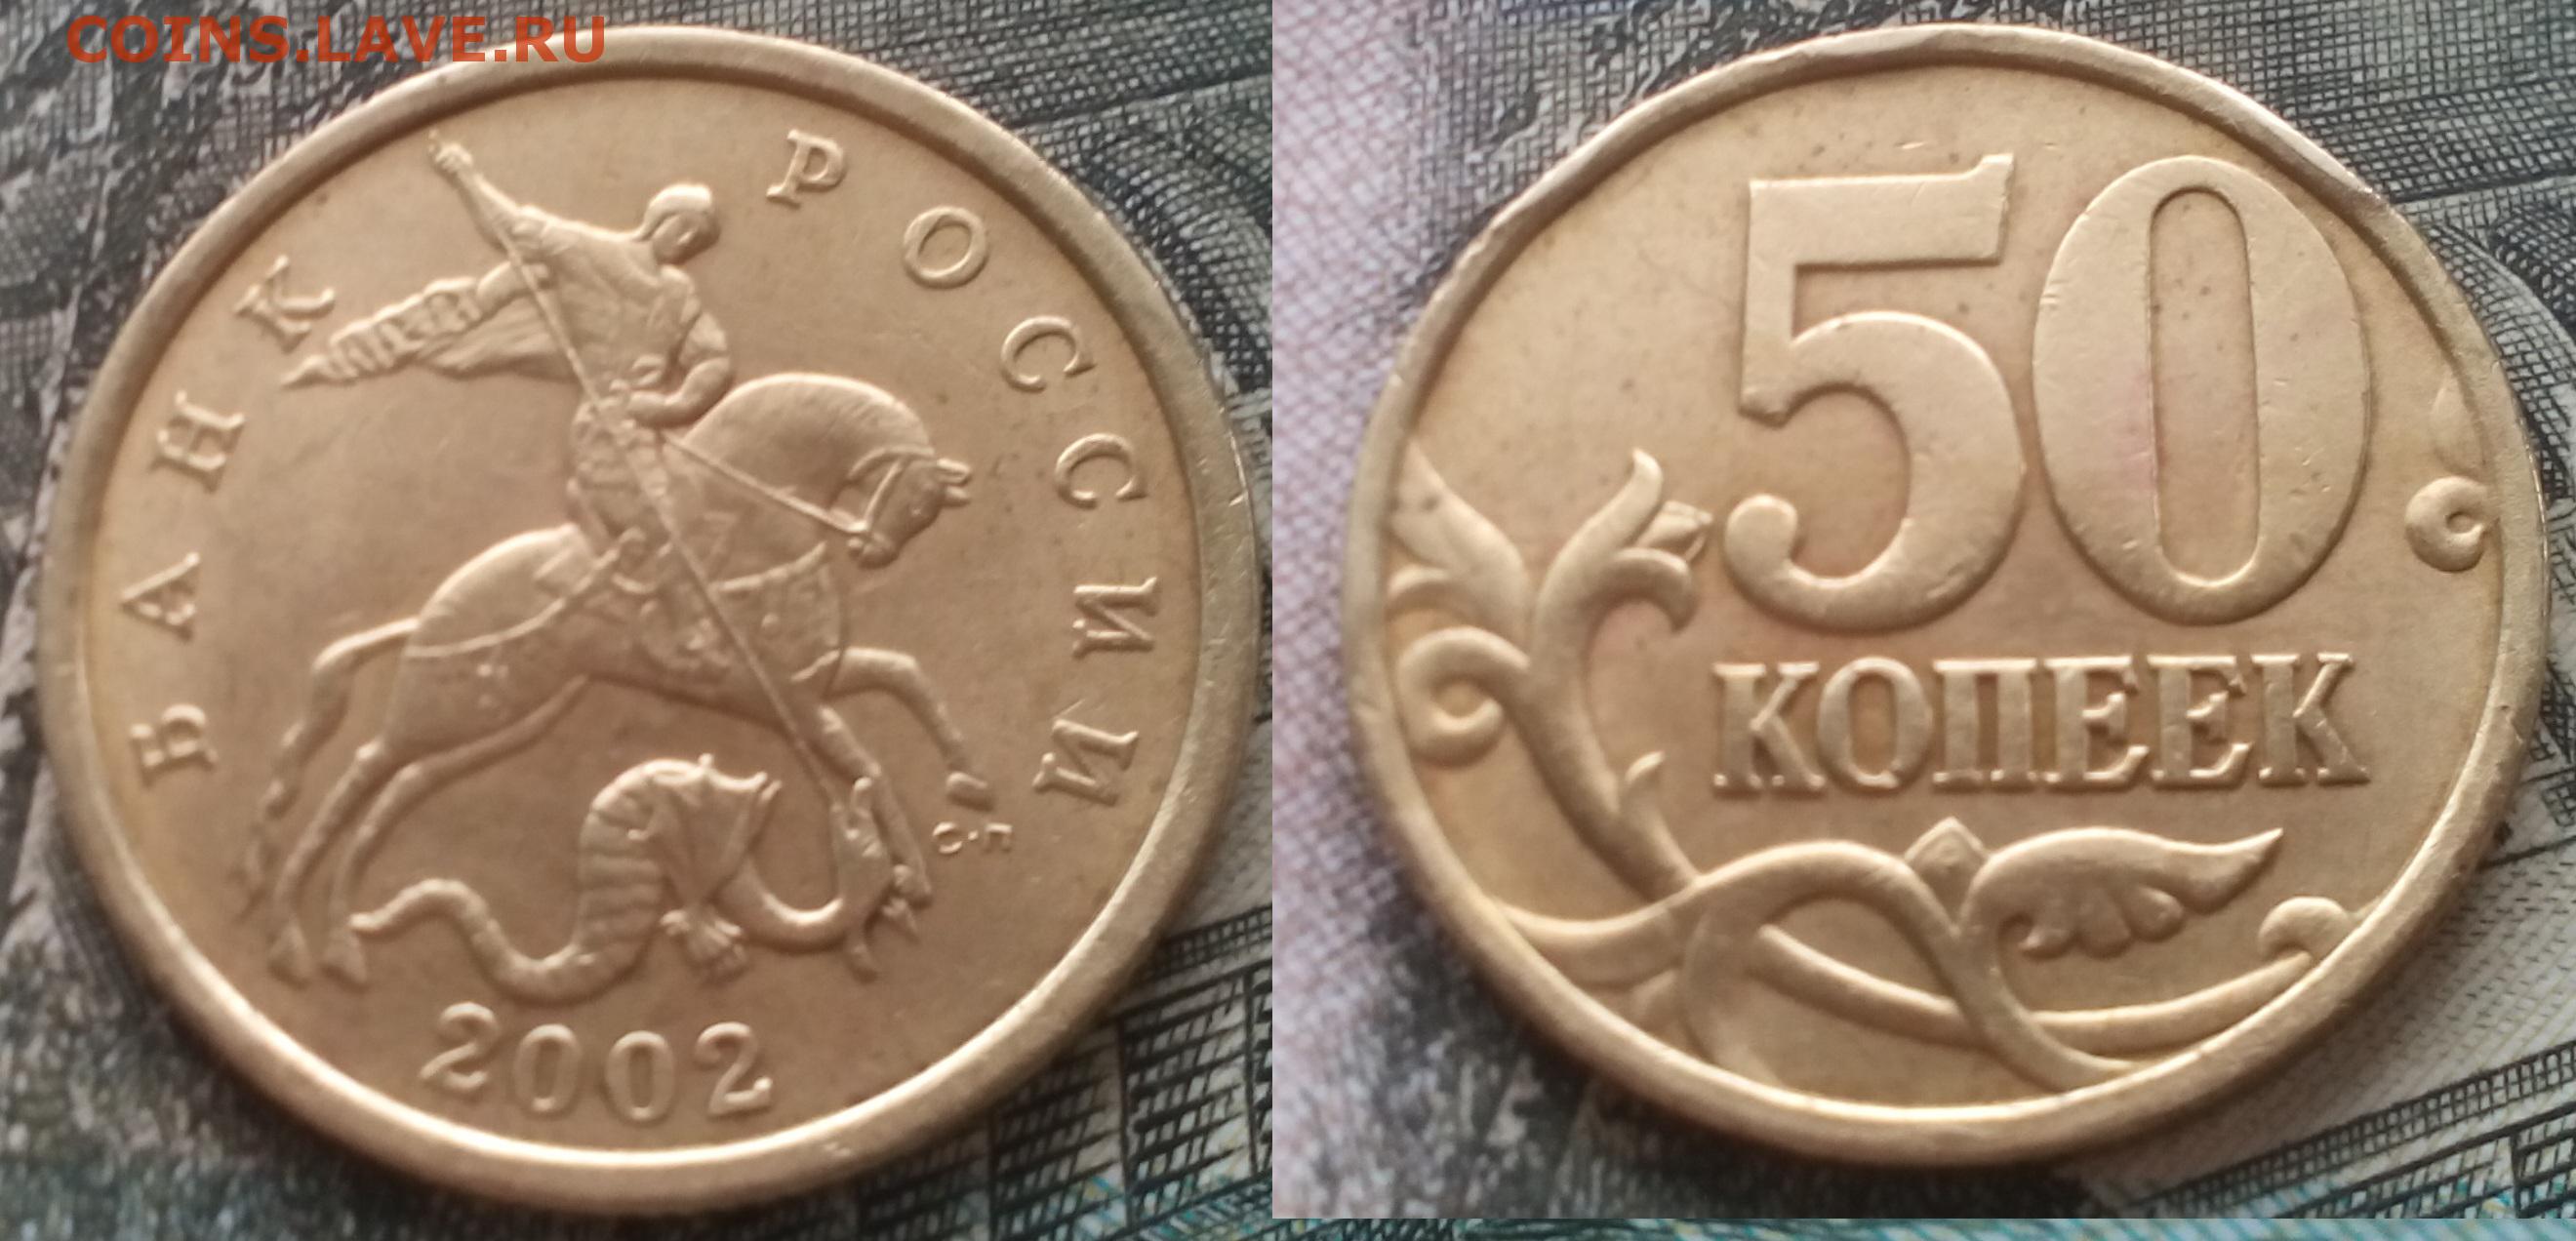 COINS.LAVE.RU
БАНК РОССИИ
С·П
2002
50
КОПЕЕК